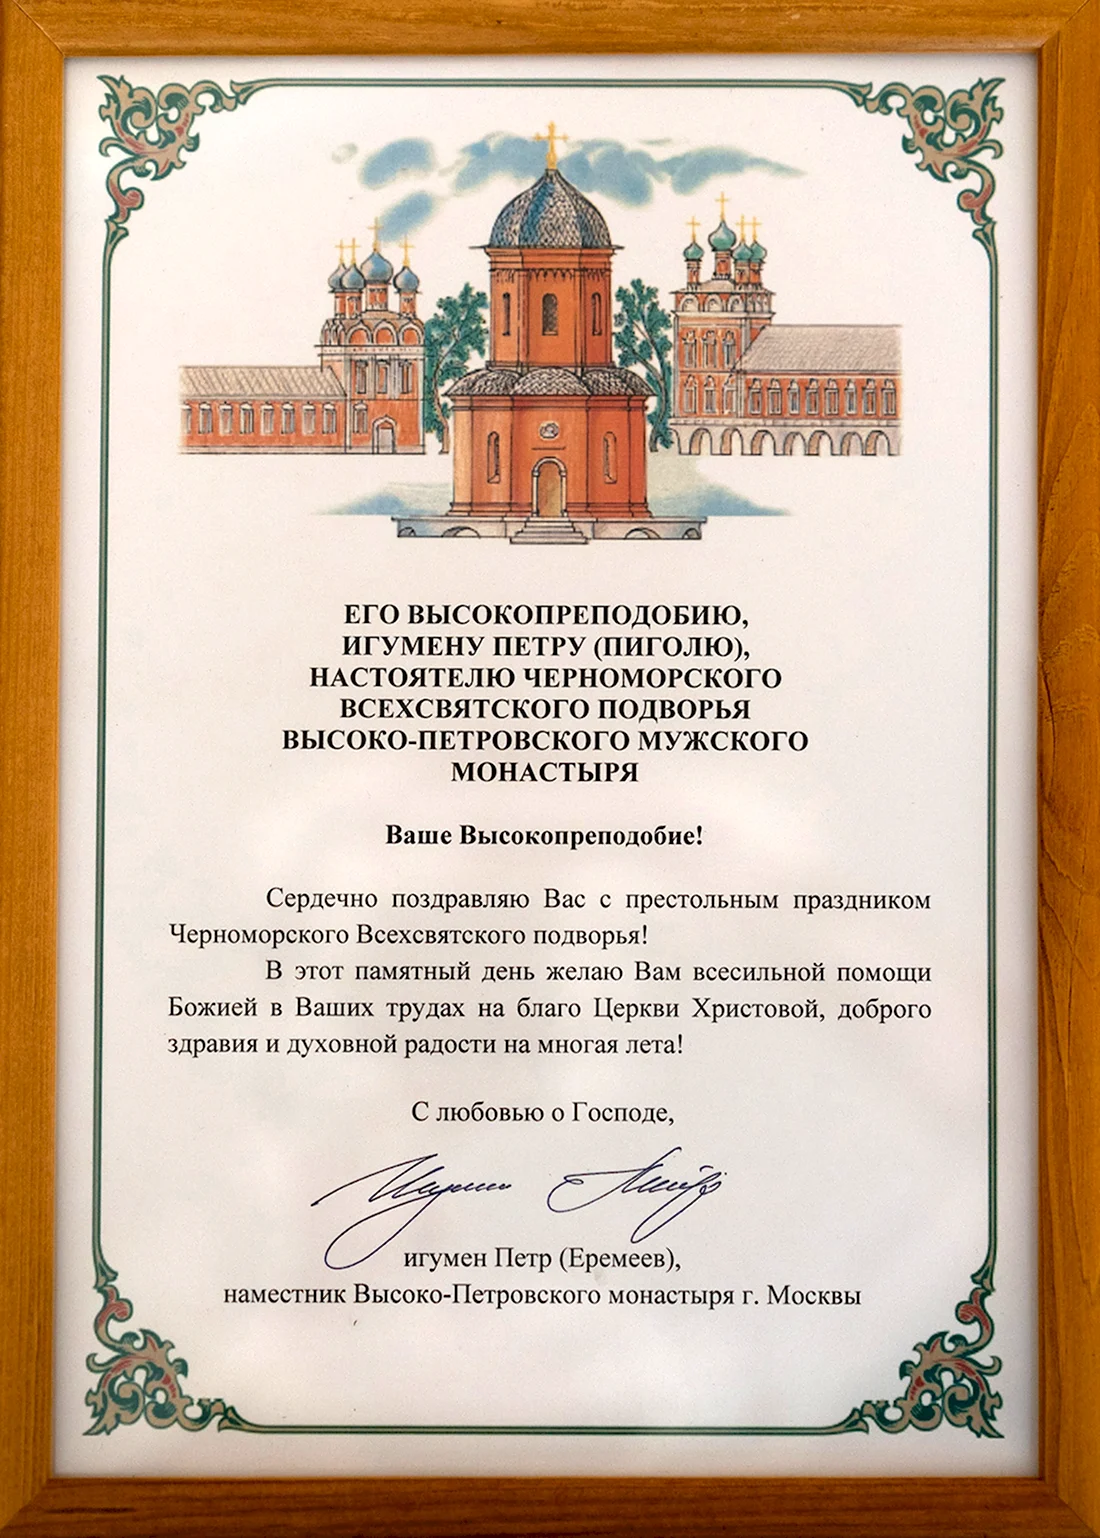 ЕГО ВЫСОКОПРЕПОДОБИЮ,
ИГУМЕНУ ПЕТРУ (ПИГОЛЮ),
НАСТОЯТЕЛЮ ЧЕРНОМОРСКОГО
ВСЕХСВЯТСКОГО ПОДВОРЬЯ
ВЫСОКО-ПЕТРОВСКОГО МУЖСКОГО
МОНАСТЫРЯ
Ваше Высокопреподобие!
Сердечно поздравляю Вас с престольным праздником
Черноморского Всехсвятского подворья!
В этот памятный день желаю Вам всесильной помощи
Божией в Ваших трудах на благо Церкви Христовой, доброго
здравия и духовной радости на многая лета!
С любовью о Господе,
игумен Петр (Еремеев),
наместник Высоко-Петровского монастыря г. Москвы